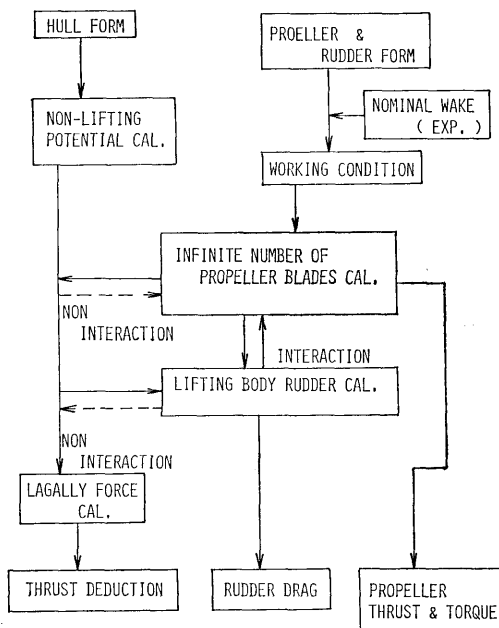 HULL FORM
PROELLER &
RUDDER FORM
NON-LIFTING
POTENTIAL CAL.
NOMINAL WAKE
( EXP. )
WORKING CONDITION
INFINITE NUMBER OF
PROPELLER BLADES CAL.
NON
INTERACTION
INTERACTION
LIFTING BODY RUDDER CAL.
NON
INTERACTION
LAGALLY FORCE
CAL.
THRUST DEDUCTION
RUDDER DRAG
PROPELLER
THRUST & TORQUE